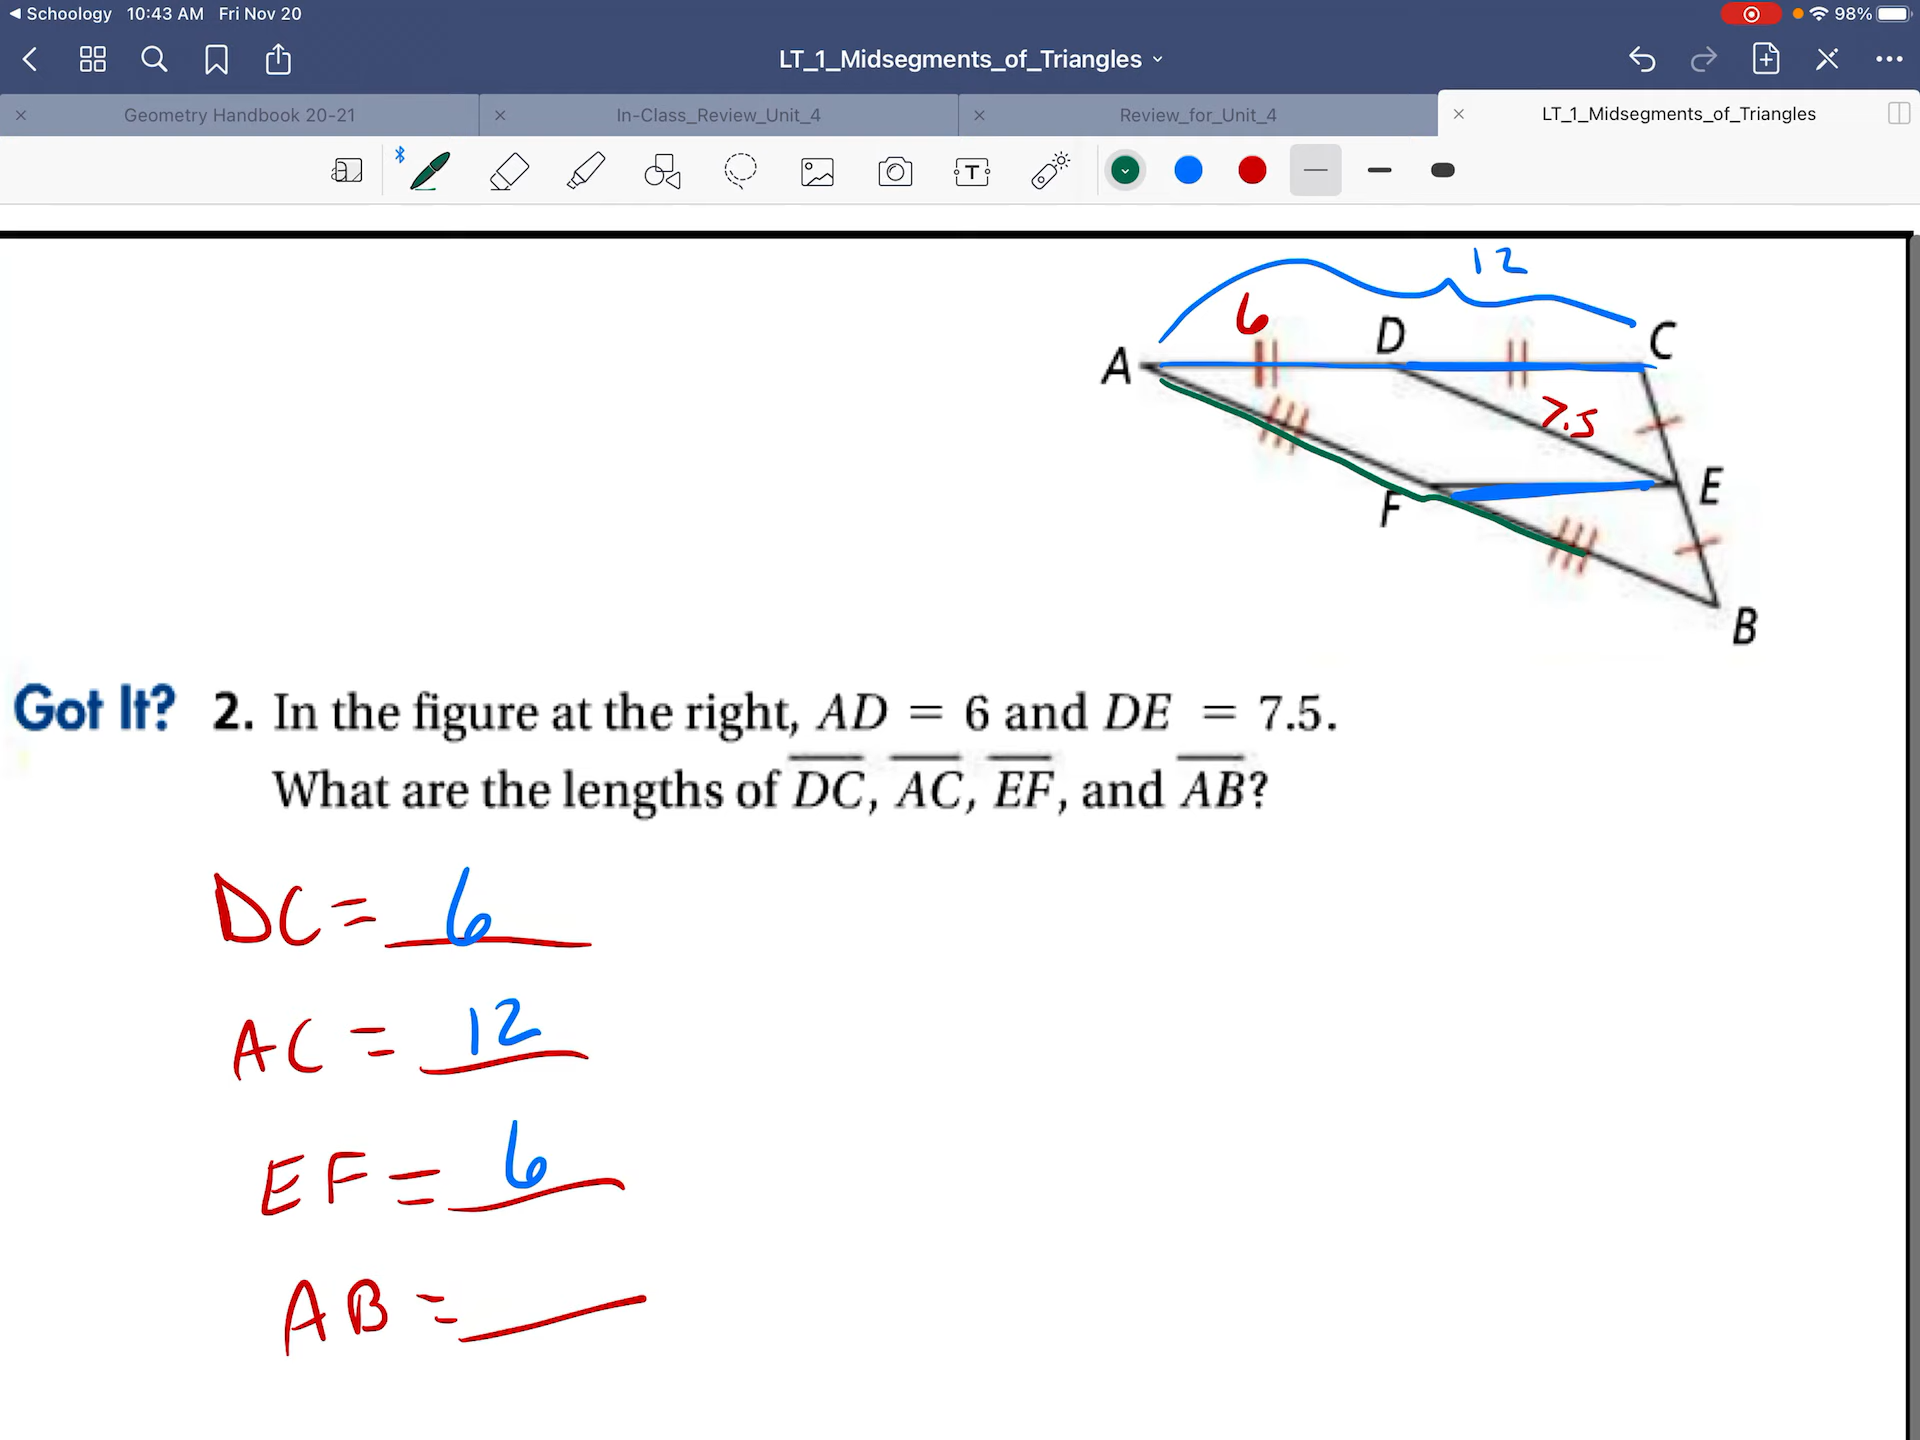 Schoology 10:43 AM Fri Nov 20 98%
LT_1_Midsegments_of_Triangles
Geometry Handbook 20-21 In-Class_Review_Unit_4 Review_for_Unit_4 LT_1_Midsegments_of_Triangles
a T
12
6
A D C
7.5
F E
B
Got It? 2. In the figure at the right, AD = 6 and DE = 7.5.
What are the lengths of DC, AC, EF, and AB?
DC = 6
AC = 12
EF = 6
AB =